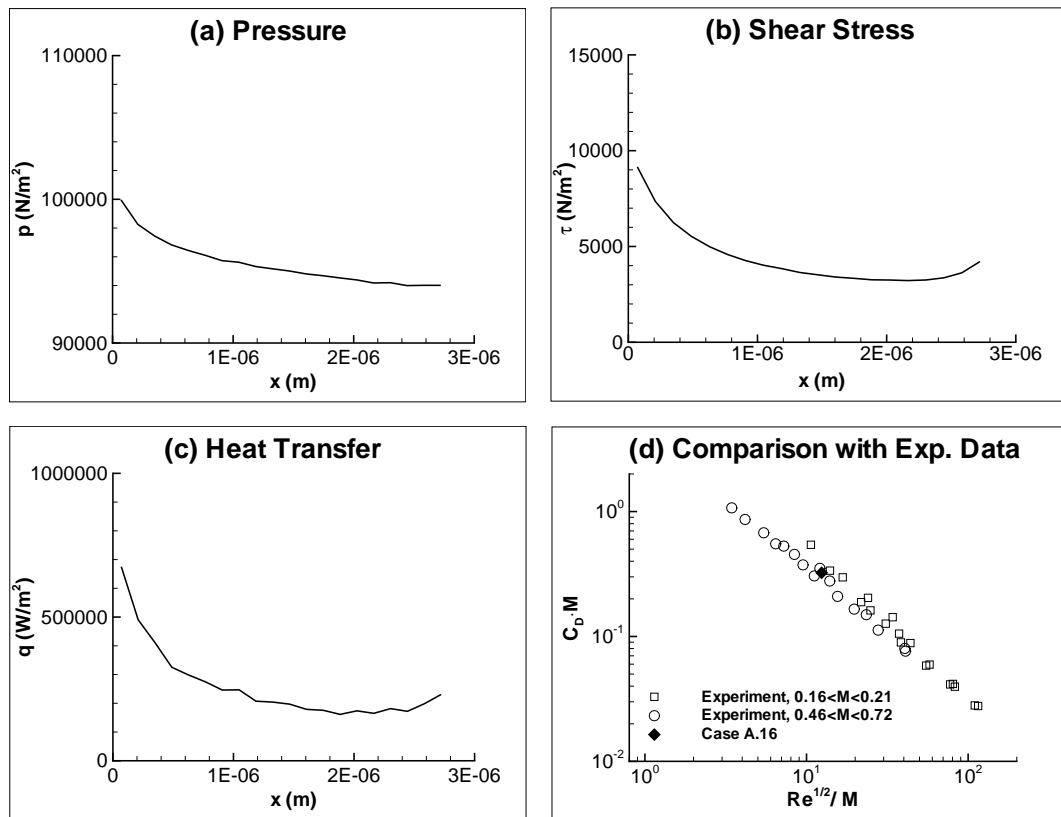 (a) Pressure
110000
100000
90000
p (N/m²)
0
1E-06
2E-06
3E-06
x (m)
(b) Shear Stress
15000
10000
5000
0
τ (N/m²)
0
1E-06
2E-06
3E-06
x (m)
(c) Heat Transfer
1000000
500000
0
q (W/m²)
0
1E-06
2E-06
3E-06
x (m)
(d) Comparison with Exp. Data
10⁰
10⁻¹
10⁻²
C_D·M
Experiment, 0.16<M<0.21
Experiment, 0.46<M<0.72
Case A.16
10⁰
10¹
10²
Re^{1/2}/ M